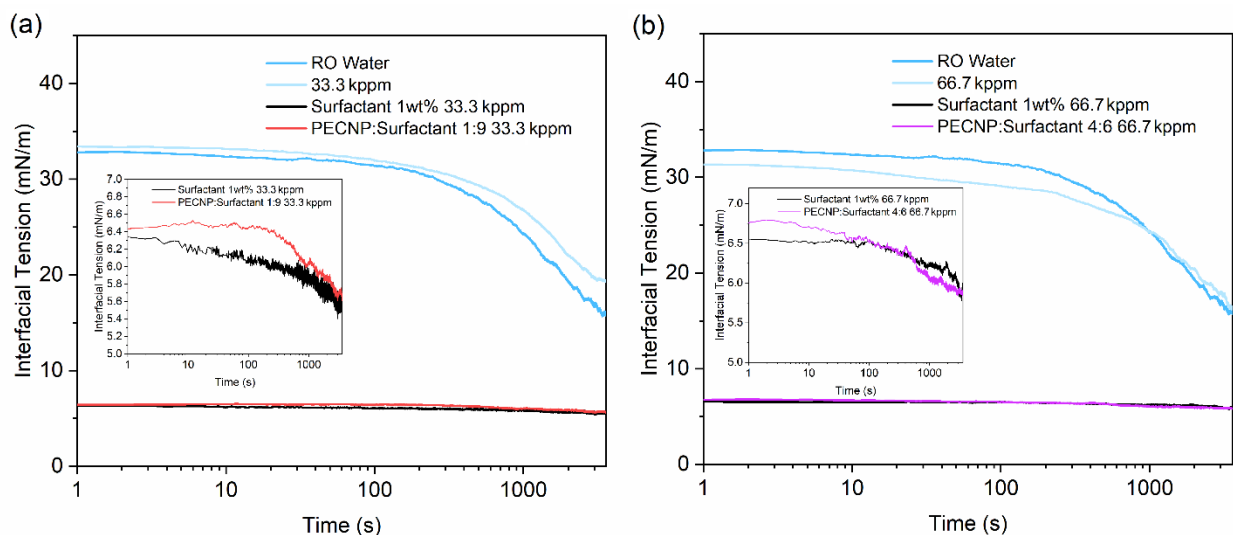 (a)
RO Water
33.3 kppm
Surfactant 1wt% 33.3 kppm
PECNP:Surfactant 1:9 33.3 kppm
Interfacial Tension (mN/m)
40
30
20
10
0
1
10
100
1000
Time (s)
Surfactant 1wt% 33.3 kppm
PECNP:Surfactant 1:9 33.3 kppm
Interfacial Tension (mN/m)
7.0
6.8
6.6
6.4
6.2
6.0
5.8
5.6
5.4
5.2
5.0
1
10
100
1000
Time (s)
(b)
RO Water
66.7 kppm
Surfactant 1wt% 66.7 kppm
PECNP:Surfactant 4:6 66.7 kppm
Interfacial Tension (mN/m)
40
30
20
10
0
1
10
100
1000
Time (s)
Surfactant 1wt% 66.7 kppm
PECNP:Surfactant 4:6 66.7 kppm
Interfacial Tension (mN/m)
7.0
6.5
6.0
5.5
5.0
1
10
100
1000
Time (s)